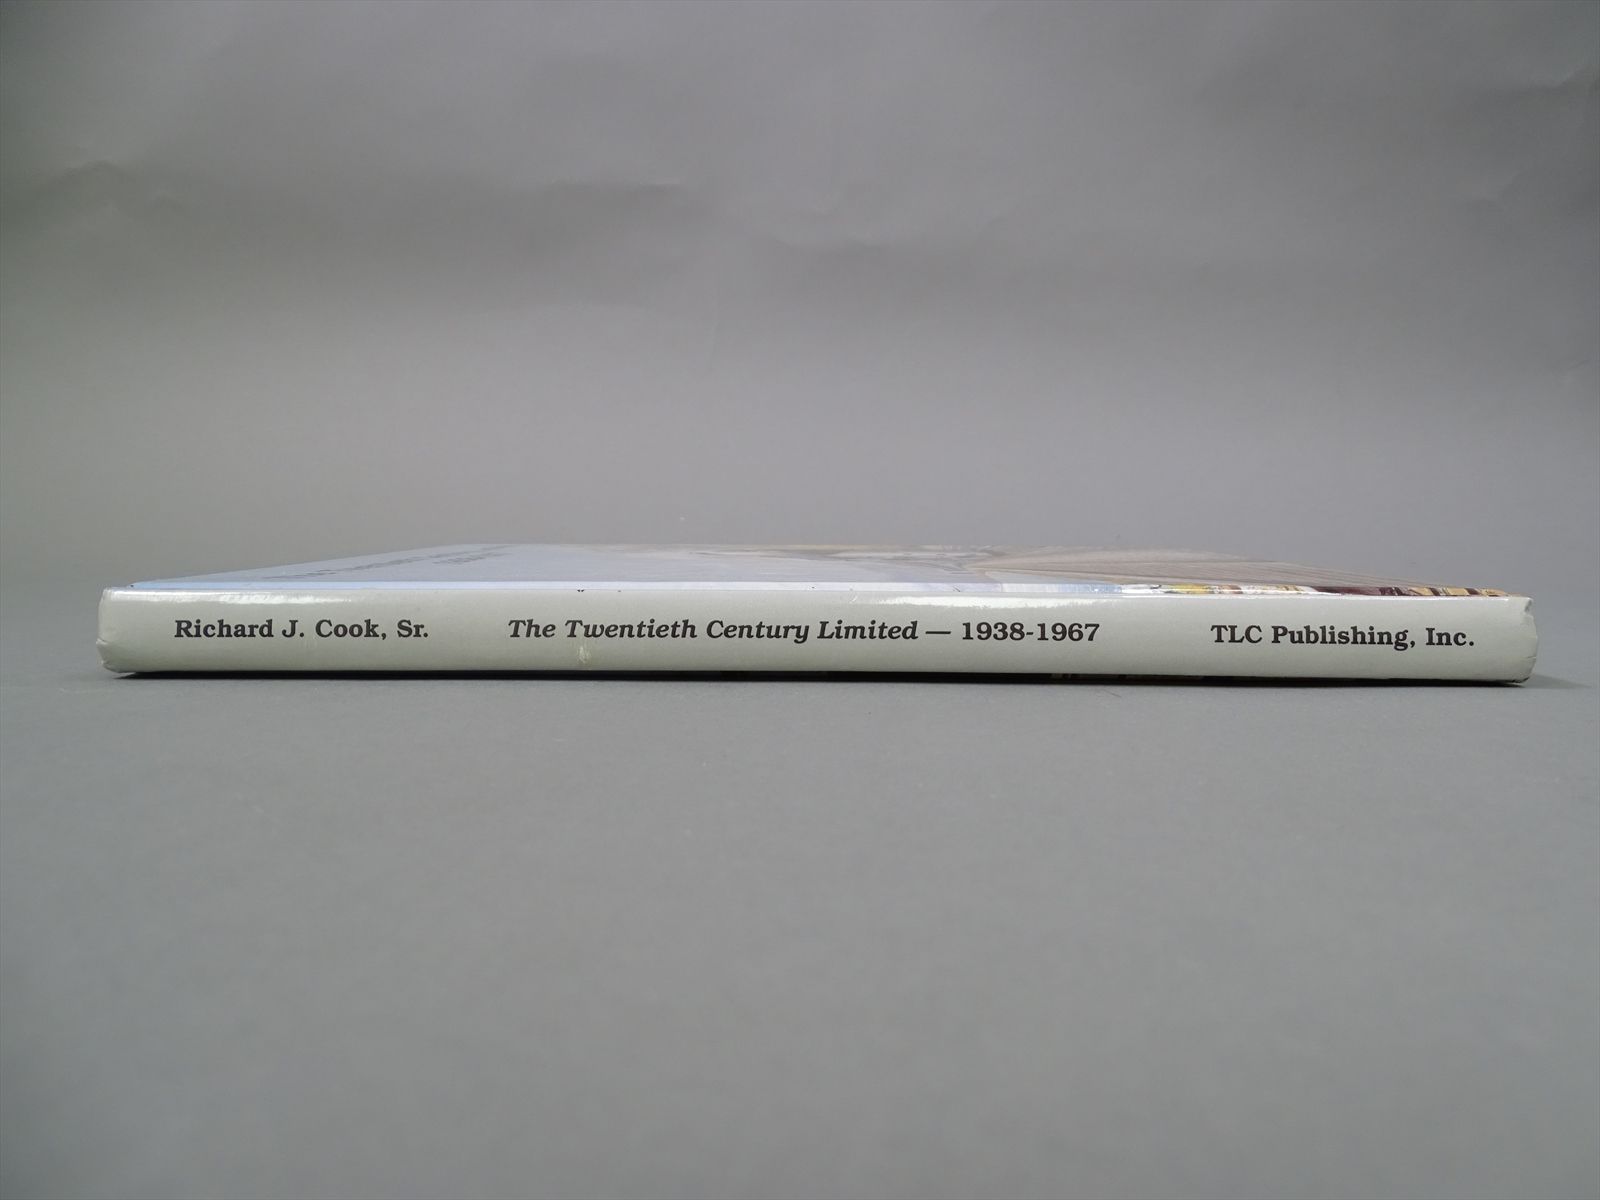 Richard J. Cook, Sr. The Twentieth Century Limited — 1938-1967 TLC Publishing, Inc.